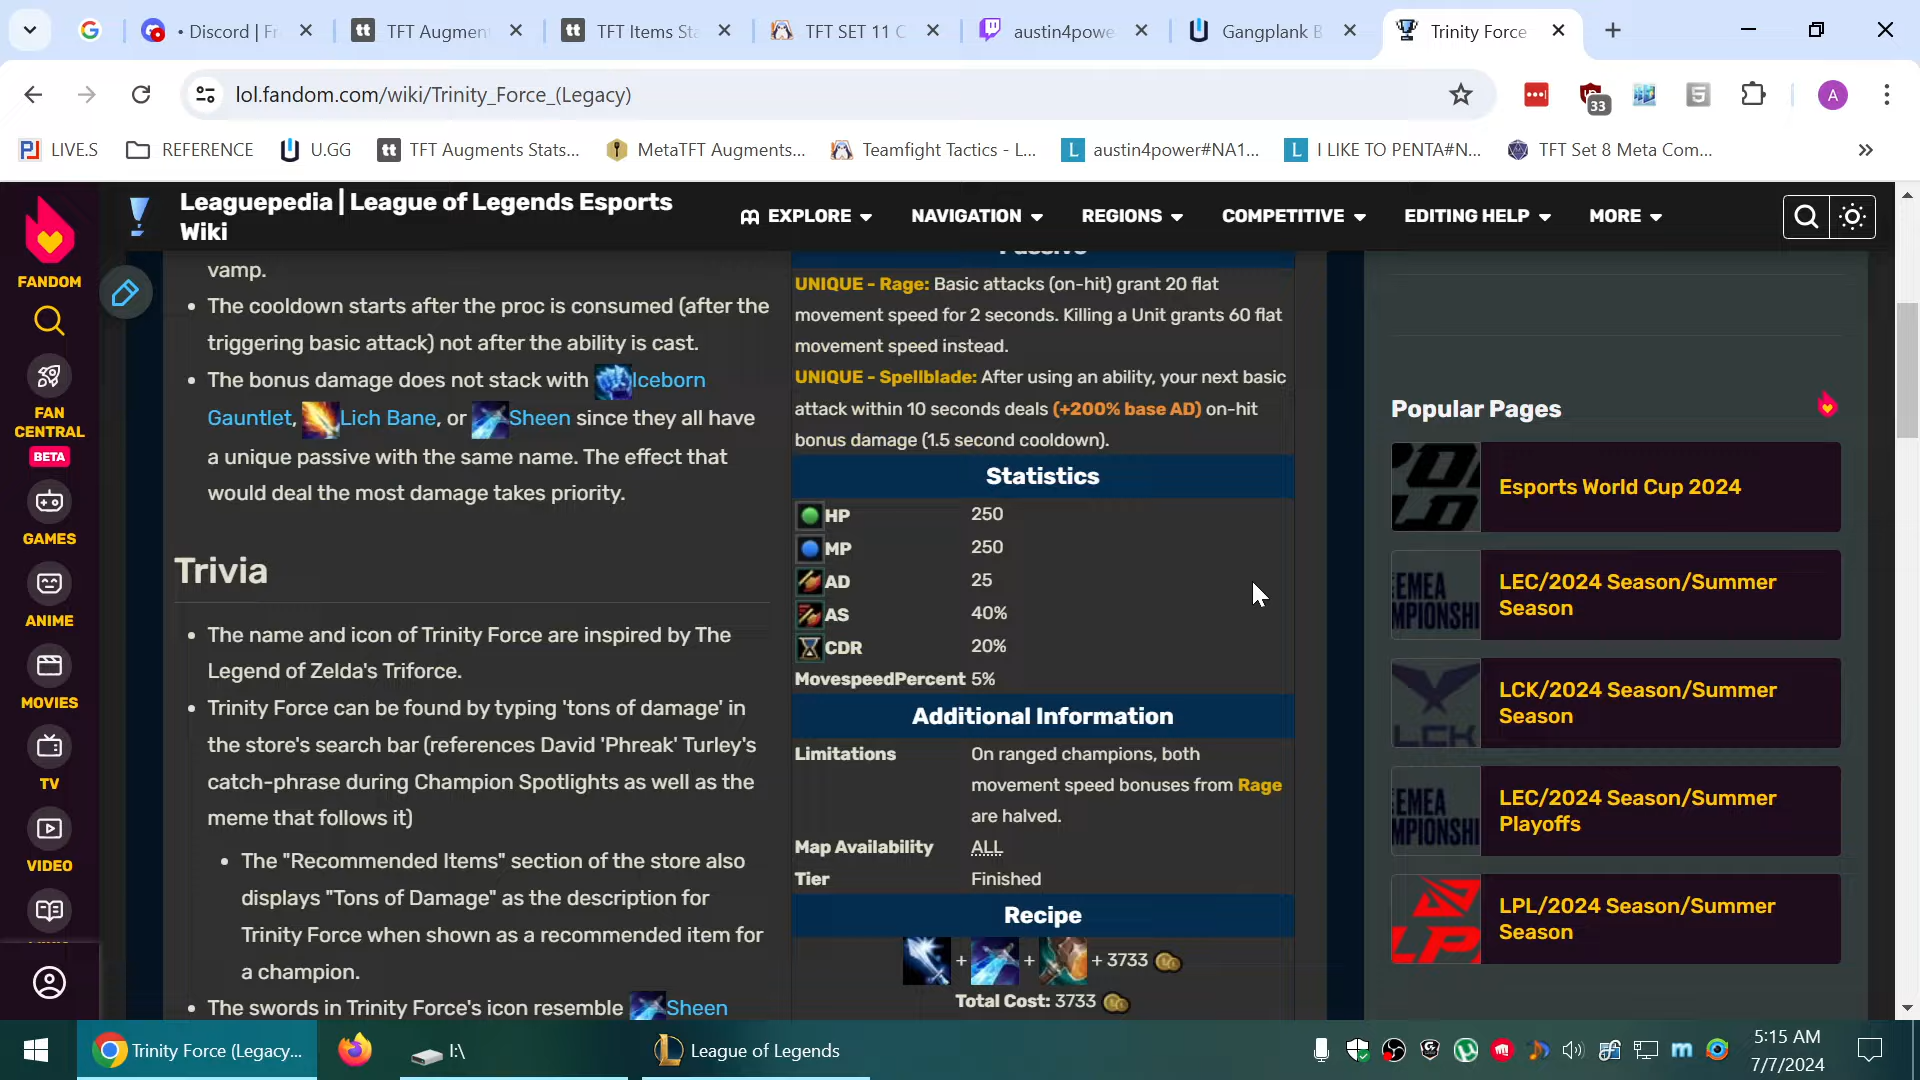 • Discord | Fr
TFT Augmen
TFT Items Sta
TFT SET 11 C
austin4powe
Gangplank B
Trinity Force
lol.fandom.com/wiki/Trinity_Force_(Legacy)
33
A
LIVE.S
REFERENCE
U.GG
TFT Augments Stats...
MetaTFT Augments...
Teamfight Tactics - L...
austin4power#NA1...
I LIKE TO PENTA#N...
TFT Set 8 Meta Com...
Leaguepedia | League of Legends Esports
Wiki
EXPLORE
NAVIGATION
REGIONS
COMPETITIVE
EDITING HELP
MORE
FANDOM
FAN
CENTRAL
BETA
GAMES
ANIME
MOVIES
TV
VIDEO
vamp.
• The cooldown starts after the proc is consumed (after the
triggering basic attack) not after the ability is cast.
• The bonus damage does not stack with Iceborn
Gauntlet, Lich Bane, or Sheen since they all have
a unique passive with the same name. The effect that
would deal the most damage takes priority.
Trivia
• The name and icon of Trinity Force are inspired by The
Legend of Zelda's Triforce.
• Trinity Force can be found by typing 'tons of damage' in
the store's search bar (references David 'Phreak' Turley's
catch-phrase during Champion Spotlights as well as the
meme that follows it)
• The "Recommended Items" section of the store also
displays "Tons of Damage" as the description for
Trinity Force when shown as a recommended item for
a champion.
• The swords in Trinity Force's icon resemble Sheen
Passive
UNIQUE - Rage: Basic attacks (on-hit) grant 20 flat
movement speed for 2 seconds. Killing a Unit grants 60 flat
movement speed instead.
UNIQUE - Spellblade: After using an ability, your next basic
attack within 10 seconds deals (+200% base AD) on-hit
bonus damage (1.5 second cooldown).
Statistics
HP 250
MP 250
AD 25
AS 40%
CDR 20%
MovespeedPercent 5%
Additional Information
Limitations On ranged champions, both
movement speed bonuses from Rage
are halved.
Map Availability ALL
Tier Finished
Recipe
+ + + 3733
Total Cost: 3733
Popular Pages
Esports World Cup 2024
LEC/2024 Season/Summer
Season
LCK/2024 Season/Summer
Season
LEC/2024 Season/Summer
Playoffs
LPL/2024 Season/Summer
Season
EMEA
MPIONSHI
LCK
EMEA
MPIONSHI
Trinity Force (Legacy...
I:\
League of Legends
5:15 AM
7/7/2024